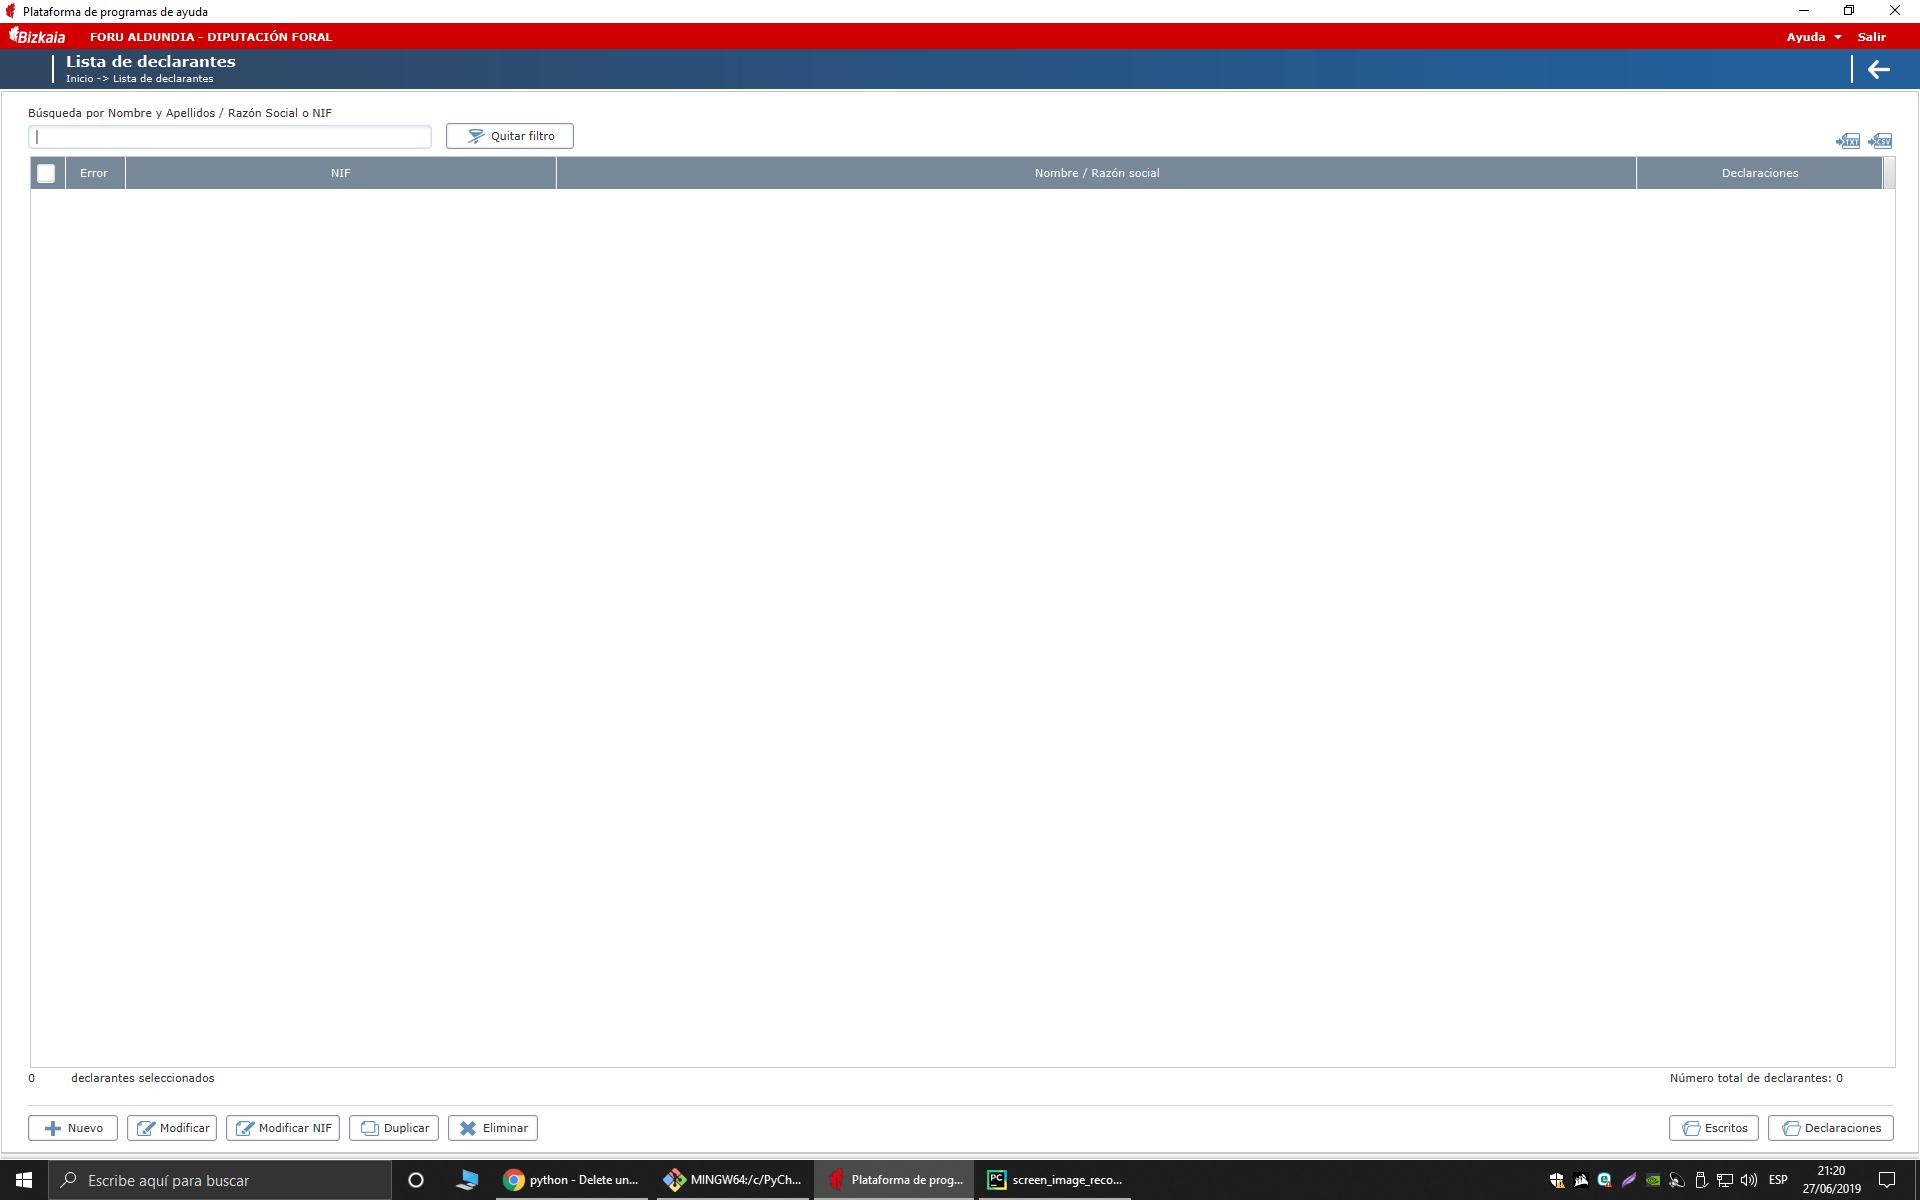 Plataforma de programas de ayuda
Bizkaia FORU ALDUNDIA - DIPUTACIÓN FORAL Ayuda Salir
Lista de declarantes
Inicio -> Lista de declarantes
Búsqueda por Nombre y Apellidos / Razón Social o NIF
Quitar filtro TXT CSV
Error NIF Nombre / Razón social Declaraciones
0 declarantes seleccionados Número total de declarantes: 0
Nuevo Modificar Modificar NIF Duplicar Eliminar Escritos Declaraciones
Escribe aquí para buscar python - Delete un... MINGW64:/c/PyCh... Plataforma de prog... PC screen_image_reco... ESP 21:20
27/06/2019